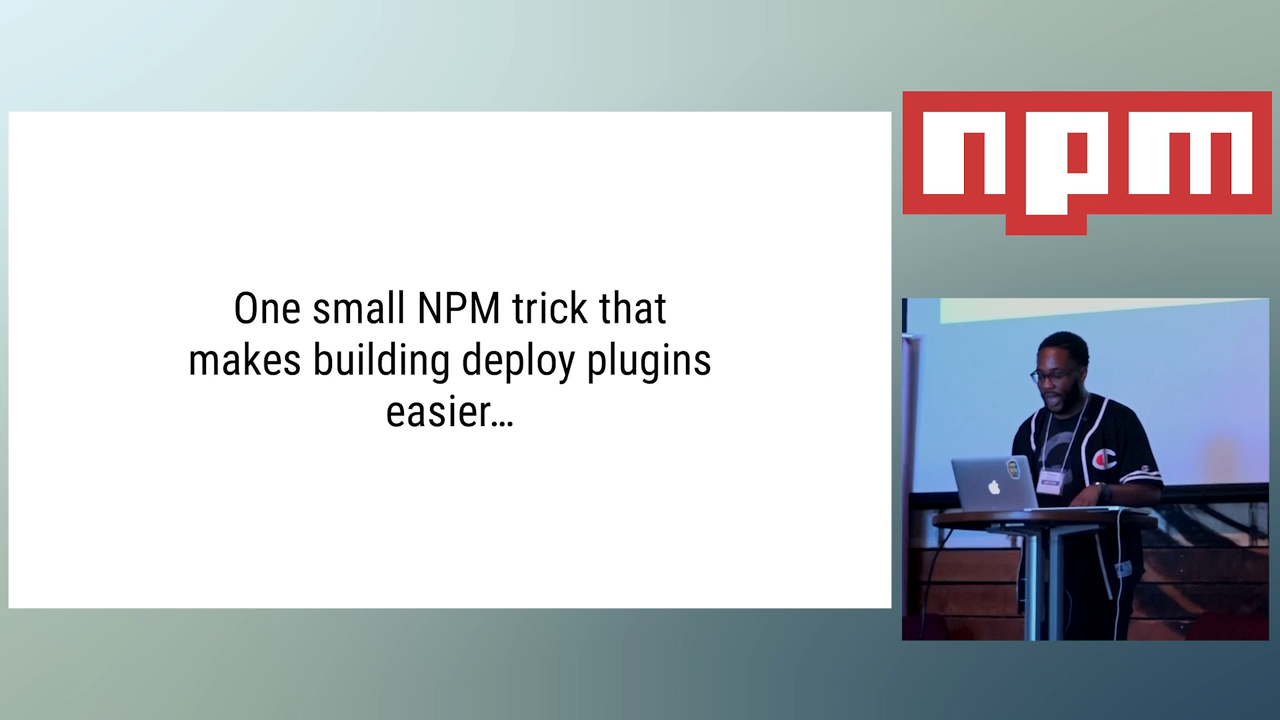 One small NPM trick that
makes building deploy plugins
easier…
npm